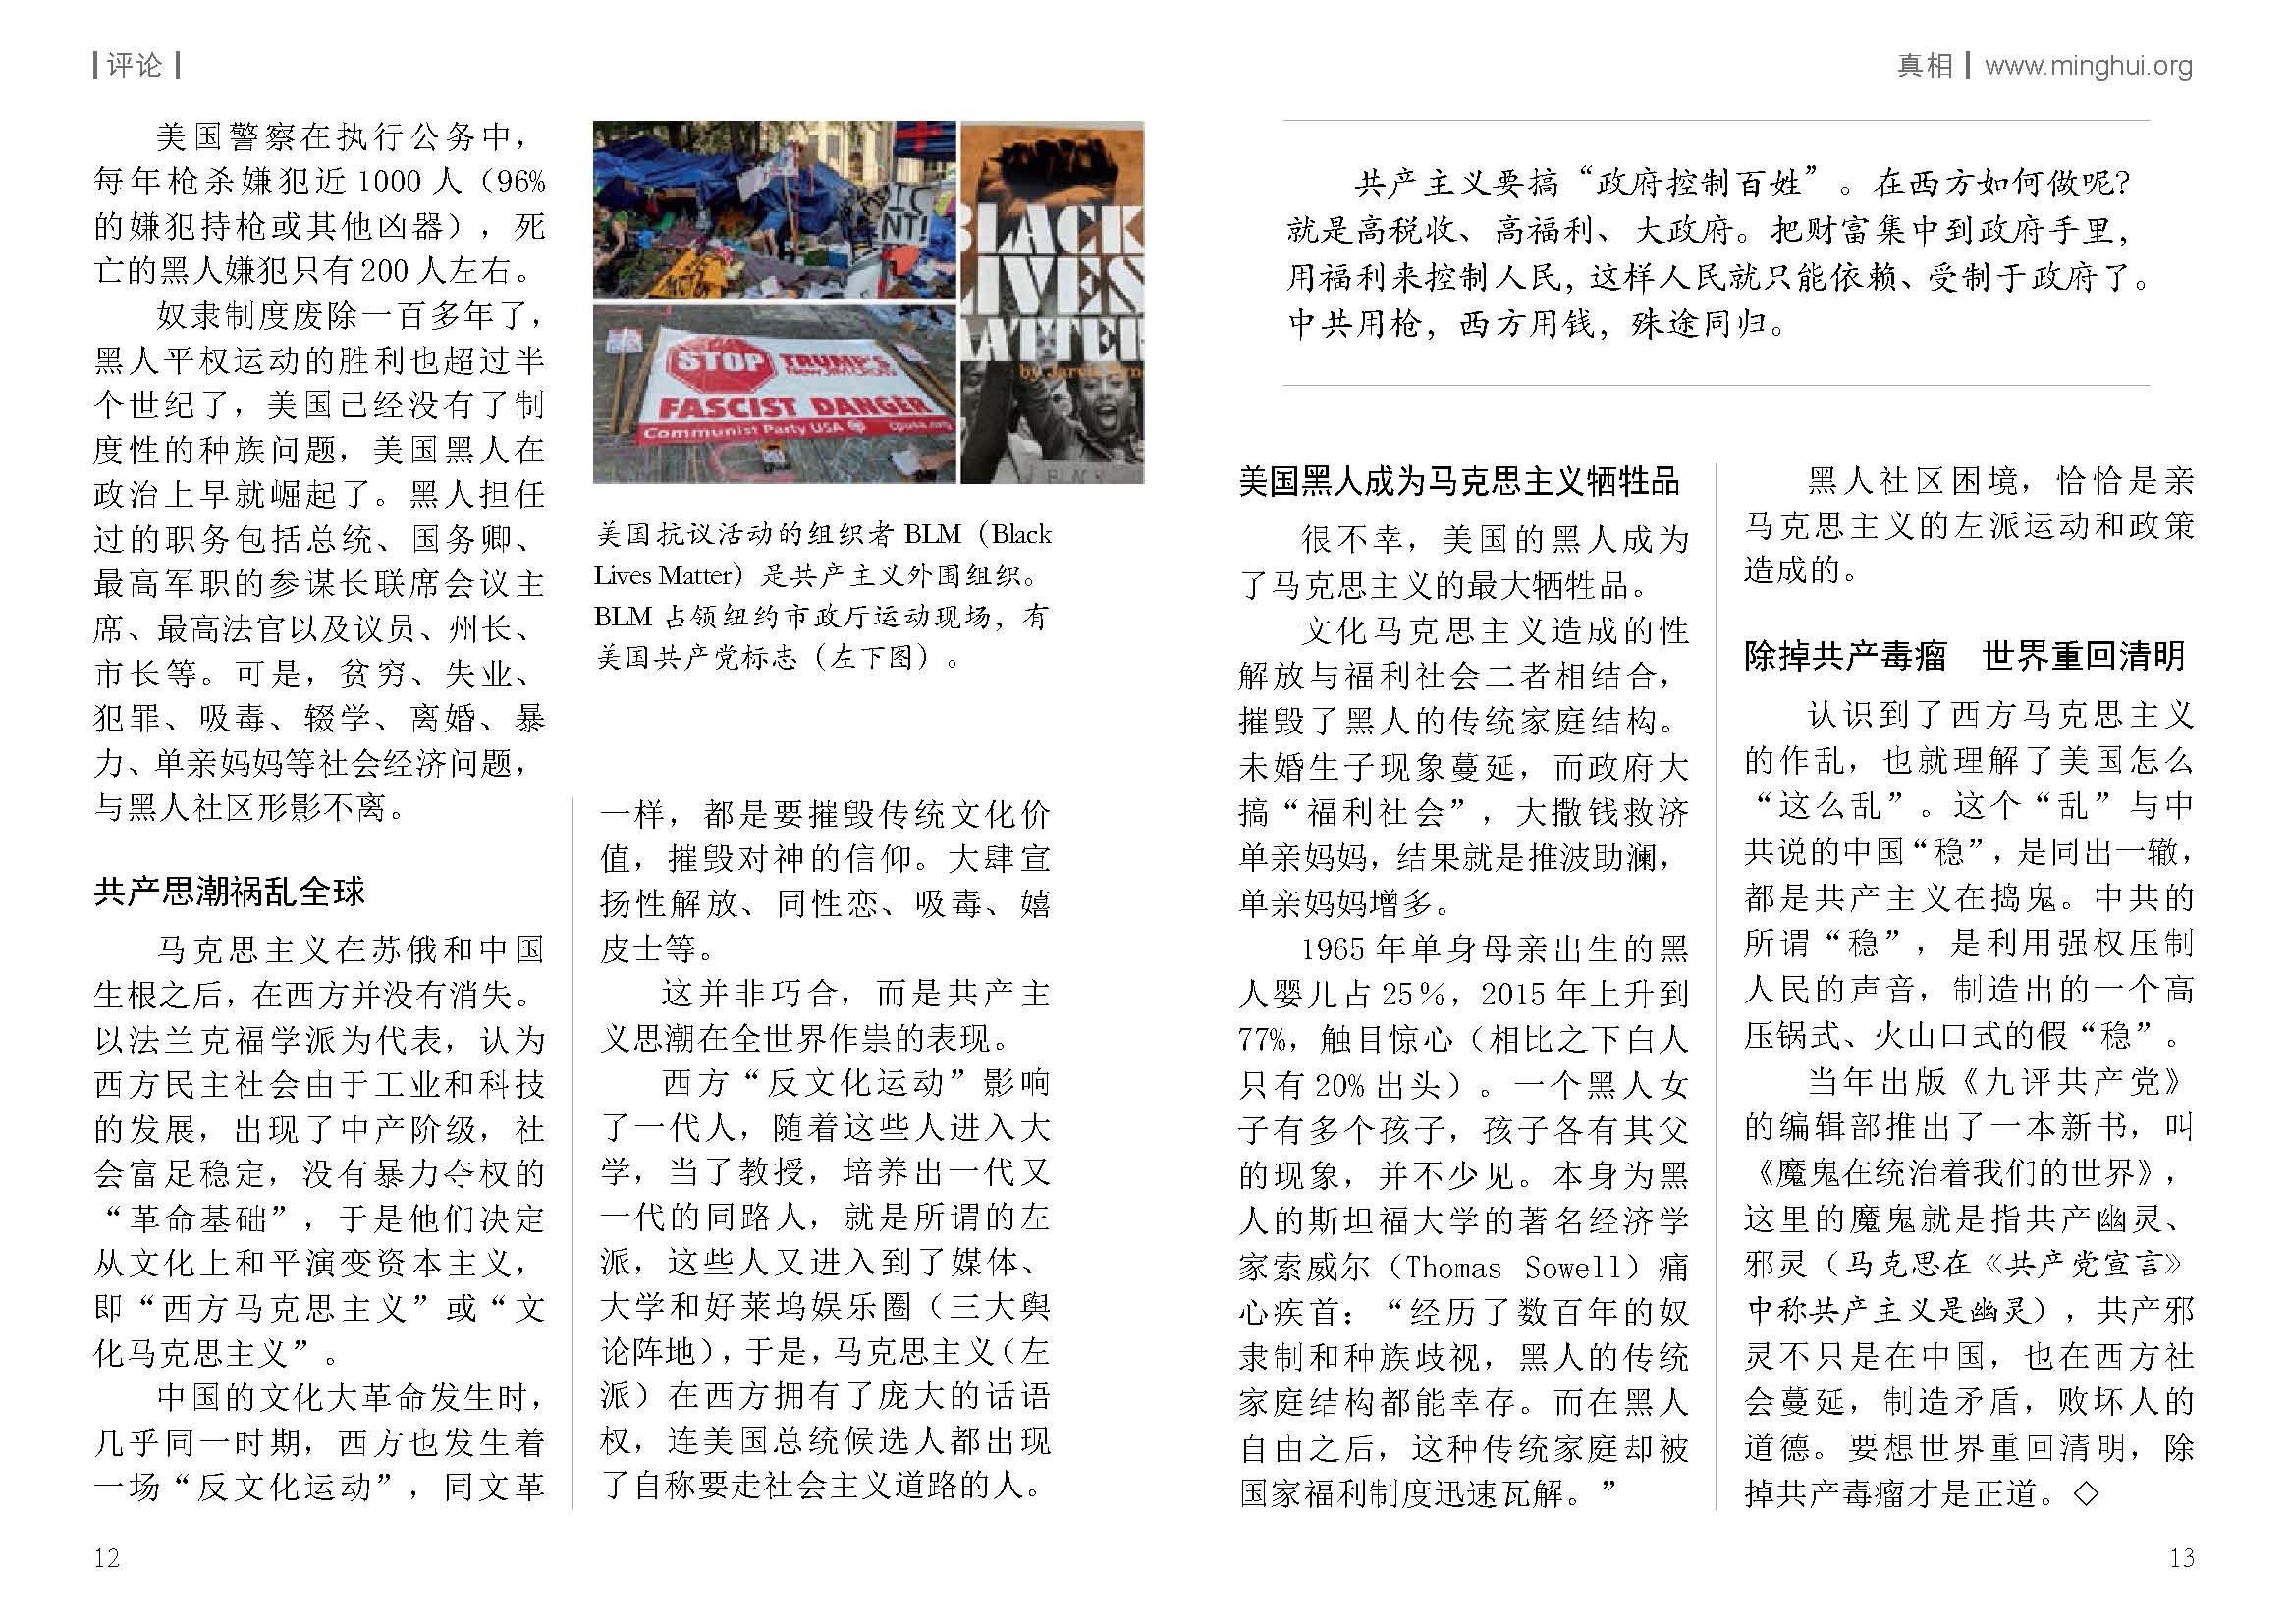 评论
真相 www.minghui.org
美国警察在执行公务中，
每年枪杀嫌犯近 1000 人（96%
的嫌犯持枪或其他凶器），死
亡的黑人嫌犯只有 200 人左右。
奴隶制度废除一百多年了，
黑人平权运动的胜利也超过半
个世纪了，美国已经没有了制
度性的种族问题，美国黑人在
政治上早就崛起了。黑人担任
过的职务包括总统、国务卿、
最高军职的参谋长联席会议主
席、最高法官以及议员、州长、
市长等。可是，贫穷、失业、
犯罪、吸毒、辍学、离婚、暴
力、单亲妈妈等社会经济问题，
与黑人社区形影不离。
共产思潮祸乱全球
马克思主义在苏俄和中国
生根之后，在西方并没有消失。
以法兰克福学派为代表，认为
西方民主社会由于工业和科技
的发展，出现了中产阶级，社
会富足稳定，没有暴力夺权的
“革命基础”，于是他们决定
从文化上和平演变资本主义，
即“西方马克思主义”或“文
化马克思主义”。
中国的文化大革命发生时，
几乎同一时期，西方也发生着
一场“反文化运动”，同文革
NT!
BLACK
LIVES
MATTER
STOP TRUMP'S
FASCIST DANGER
Communist Party USA cpusa.org
美国抗议活动的组织者 BLM（Black
Lives Matter）是共产主义外围组织。
BLM 占领纽约市政厅运动现场，有
美国共产党标志（左下图）。
一样，都是要摧毁传统文化价
值，摧毁对神的信仰。大肆宣
扬性解放、同性恋、吸毒、嬉
皮士等。
这并非巧合，而是共产主
义思潮在全世界作祟的表现。
西方“反文化运动”影响
了一代人，随着这些人进入大
学，当了教授，培养出一代又
一代的同路人，就是所谓的左
派，这些人又进入到了媒体、
大学和好莱坞娱乐圈（三大舆
论阵地），于是，马克思主义（左
派）在西方拥有了庞大的话语
权，连美国总统候选人都出现
了自称要走社会主义道路的人。
共产主义要搞“政府控制百姓”。在西方如何做呢？
就是高税收、高福利、大政府。把财富集中到政府手里，
用福利来控制人民，这样人民就只能依赖、受制于政府了。
中共用枪，西方用钱，殊途同归。
美国黑人成为马克思主义牺牲品
很不幸，美国的黑人成为
了马克思主义的最大牺牲品。
文化马克思主义造成的性
解放与福利社会二者相结合，
摧毁了黑人的传统家庭结构。
未婚生子现象蔓延，而政府大
搞“福利社会”，大撒钱救济
单亲妈妈，结果就是推波助澜，
单亲妈妈增多。
1965 年单身母亲出生的黑
人婴儿占 25％，2015 年上升到
77%，触目惊心（相比之下白人
只有 20% 出头）。一个黑人女
子有多个孩子，孩子各有其父
的现象，并不少见。本身为黑
人的斯坦福大学的著名经济学
家索威尔（Thomas Sowell）痛
心疾首：“经历了数百年的奴
隶制和种族歧视，黑人的传统
家庭结构都能幸存。而在黑人
自由之后，这种传统家庭却被
国家福利制度迅速瓦解。”
黑人社区困境，恰恰是亲
马克思主义的左派运动和政策
造成的。
除掉共产毒瘤　世界重回清明
认识到了西方马克思主义
的作乱，也就理解了美国怎么
“这么乱”。这个“乱”与中
共说的中国“稳”，是同出一辙，
都是共产主义在捣鬼。中共的
所谓“稳”，是利用强权压制
人民的声音，制造出的一个高
压锅式、火山口式的假“稳”。
当年出版《九评共产党》
的编辑部推出了一本新书，叫
《魔鬼在统治着我们的世界》，
这里的魔鬼就是指共产幽灵、
邪灵（马克思在《共产党宣言》
中称共产主义是幽灵），共产邪
灵不只是在中国，也在西方社
会蔓延，制造矛盾，败坏人的
道德。要想世界重回清明，除
掉共产毒瘤才是正道。◇
12
13